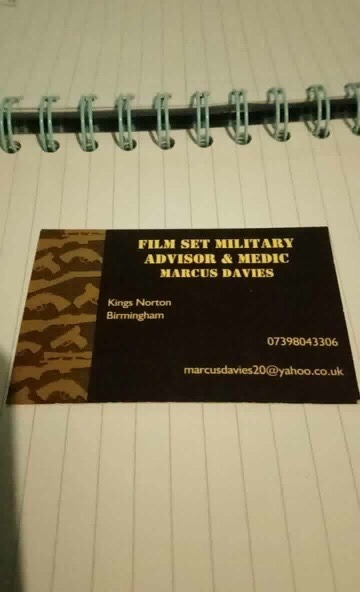 FILM SET MILITARY
ADVISOR & MEDIC
MARCUS DAVIES
Kings Norton
Birmingham
07398043306
marcusdavies20@yahoo.co.uk